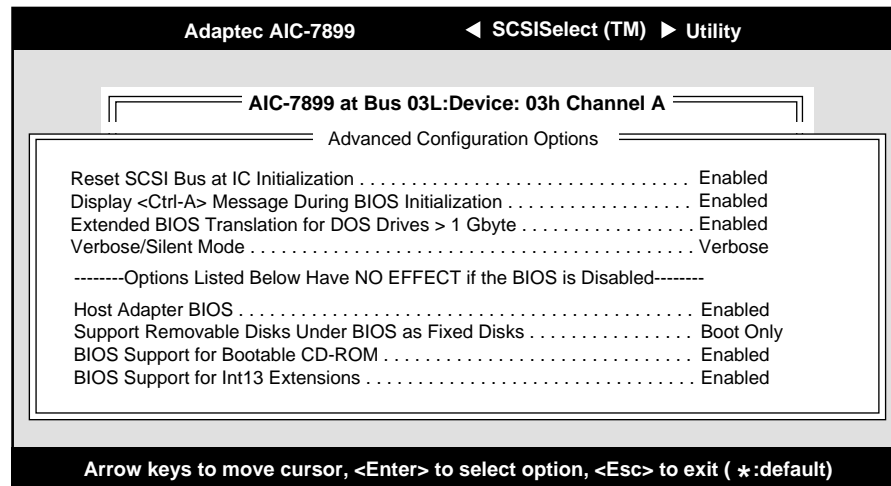 Adaptec AIC-7899 ◄ SCSISelect (TM) ► Utility
AIC-7899 at Bus 03L:Device: 03h Channel A
Advanced Configuration Options
Reset SCSI Bus at IC Initialization . . . . . . . . . . . . . . . . . . . . . . . . . . . . . . . . Enabled
Display <Ctrl-A> Message During BIOS Initialization . . . . . . . . . . . . . . . . . . Enabled
Extended BIOS Translation for DOS Drives > 1 Gbyte . . . . . . . . . . . . . . . . . Enabled
Verbose/Silent Mode . . . . . . . . . . . . . . . . . . . . . . . . . . . . . . . . . . . . . . . . . . . Verbose
--------Options Listed Below Have NO EFFECT if the BIOS is Disabled--------
Host Adapter BIOS . . . . . . . . . . . . . . . . . . . . . . . . . . . . . . . . . . . . . . . . . . . . Enabled
Support Removable Disks Under BIOS as Fixed Disks . . . . . . . . . . . . . . . . Boot Only
BIOS Support for Bootable CD-ROM . . . . . . . . . . . . . . . . . . . . . . . . . . . . . . Enabled
BIOS Support for Int13 Extensions . . . . . . . . . . . . . . . . . . . . . . . . . . . . . . . . Enabled
Arrow keys to move cursor, <Enter> to select option, <Esc> to exit ( *:default)